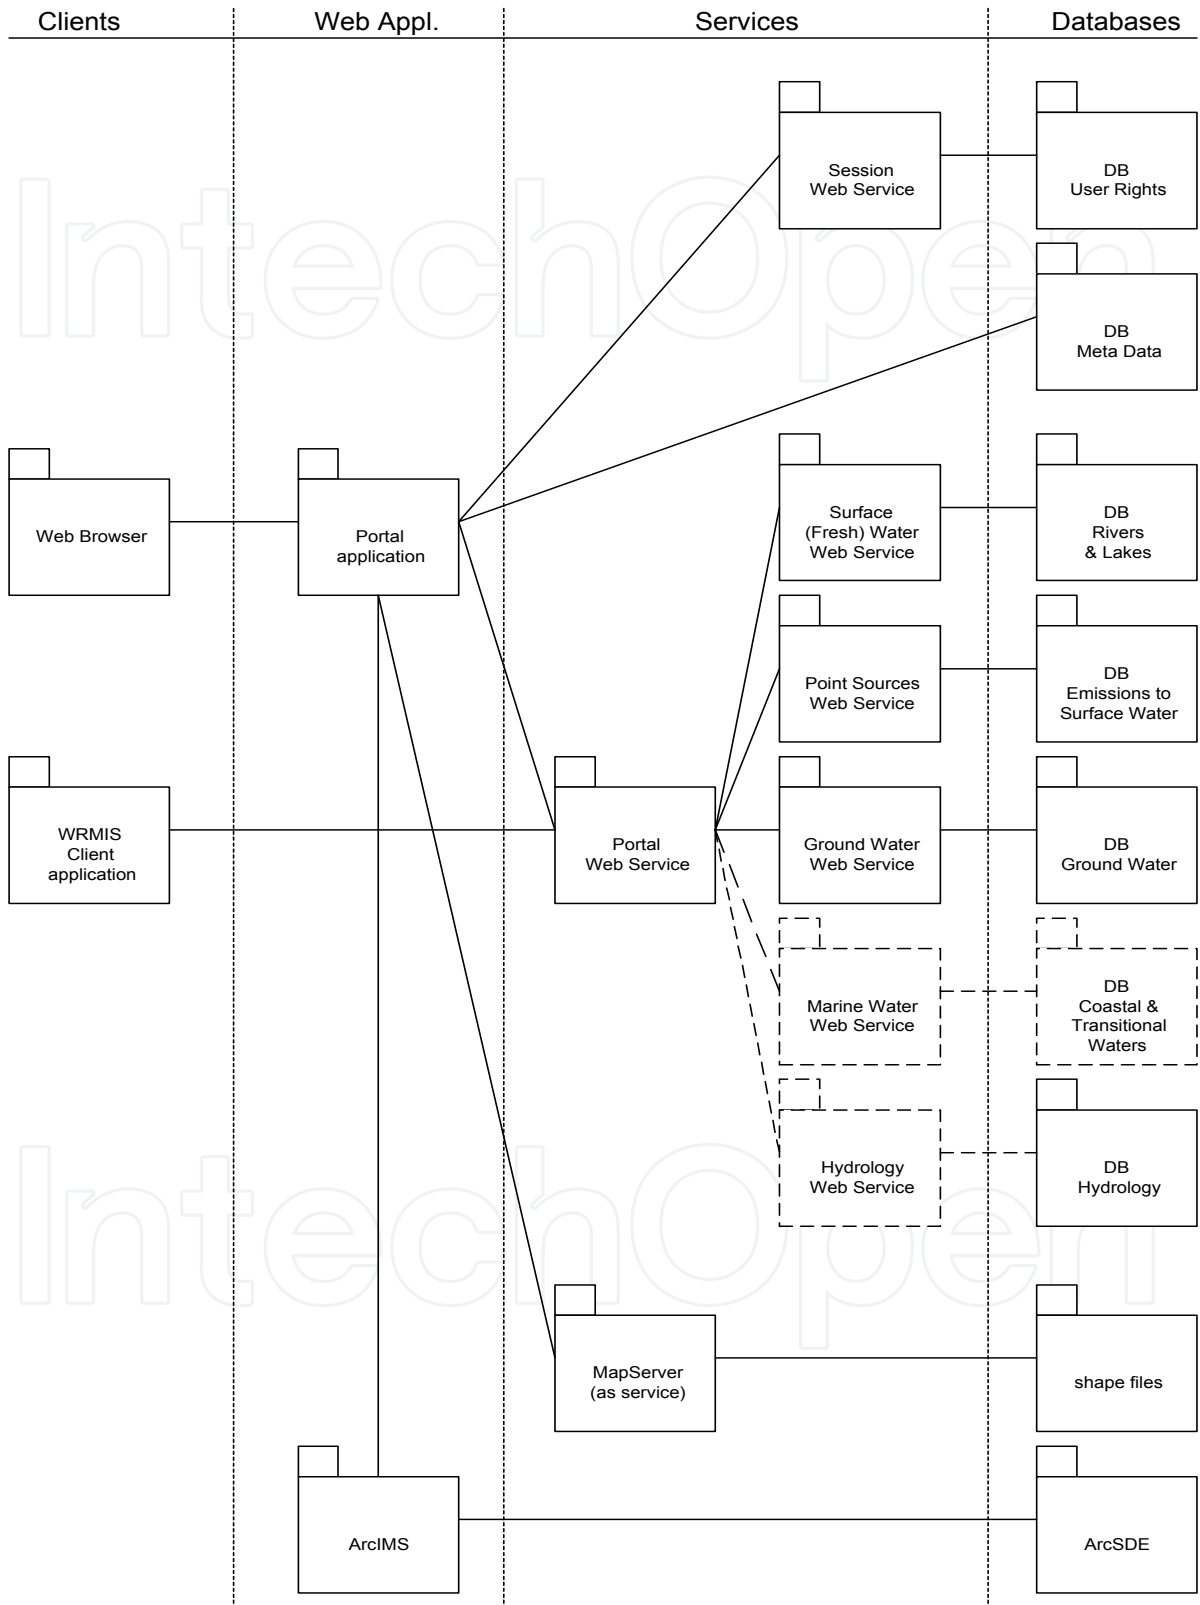 Clients
Web Appl.
Services
Databases
Session
Web Service
DB
User Rights
DB
Meta Data
Web Browser
Portal
application
Surface
(Fresh) Water
Web Service
DB
Rivers
& Lakes
Point Sources
Web Service
DB
Emissions to
Surface Water
WRMIS
Client
application
Portal
Web Service
Ground Water
Web Service
DB
Ground Water
Marine Water
Web Service
DB
Coastal &
Transitional
Waters
Hydrology
Web Service
DB
Hydrology
MapServer
(as service)
shape files
ArcIMS
ArcSDE
IntechOpen
IntechOpen